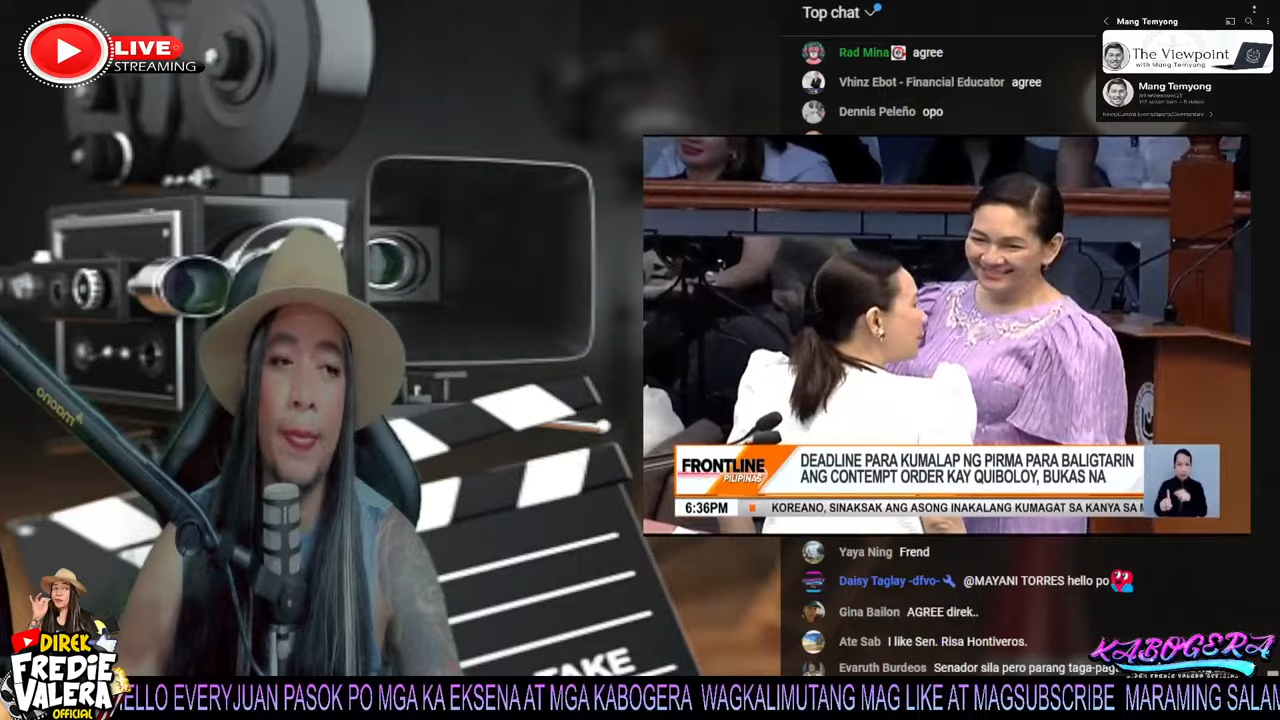 LIVE
STREAMING
Top chat
Rad Mina agree
Vhinz Ebot - Financial Educator agree
Dennis Peleño opo
Mang Temyong
The Viewpoint
with Mang Temyong
Mang Temyong
maono
FRONTLINE
PILIPINAS
DEADLINE PARA KUMALAP NG PIRMA PARA BALIGTARIN
ANG CONTEMPT ORDER KAY QUIBOLOY, BUKAS NA
6:36PM
KOREANO, SINAKSAK ANG ASONG INAKALANG KUMAGAT SA KANYA SA
Yaya Ning Frend
Daisy Taglay -dfvo- @MAYANI TORRES hello po
Gina Bailon AGREE direk..
Ate Sab I like Sen. Risa Hontiveros.
Evaruth Burdeos Senador sila pero parang taga-pag
TAKE
DIREK
FREDIE
VALERA
OFFICIAL
KABOGERA
HELLO EVERYJUAN PASOK PO MGA KA EKSENA AT MGA KABOGERA WAGKALIMUTANG MAG LIKE AT MAGSUBSCRIBE MARAMING SALAM